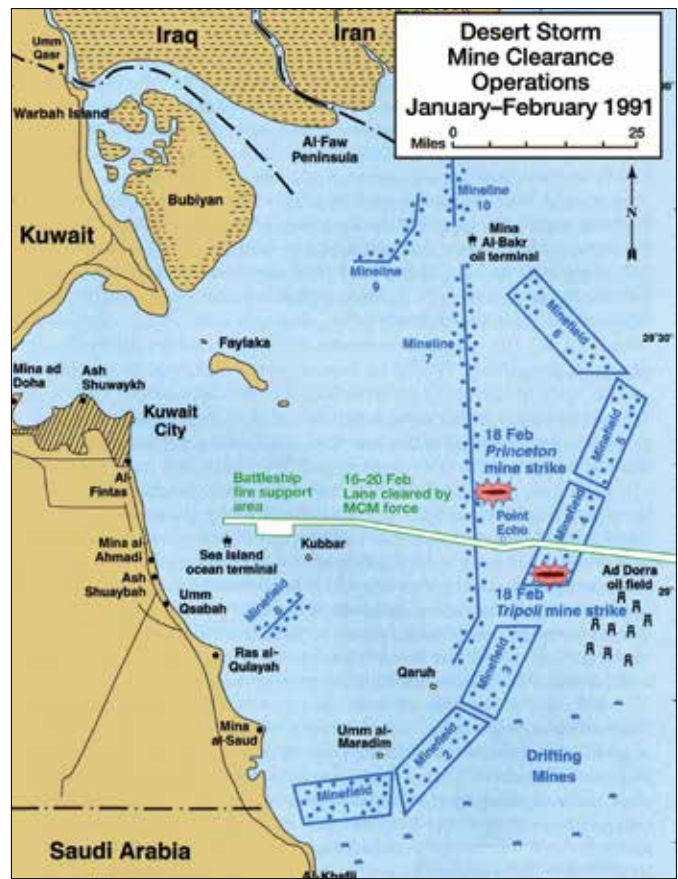 Desert Storm
Mine Clearance
Operations
January–February 1991
Miles
0
25
N
Iraq
Iran
Umm
Qasr
Warbah Island
Al-Faw
Peninsula
Bubiyan
Kuwait
Mineline
10
Mina
Al-Bakr
oil terminal
Mineline
9
Minefield
6
Mineline
7
29°30'
Faylaka
Mina ad
Doha
Ash
Shuwaykh
Kuwait
City
Minefield
5
18 Feb
Princeton
mine strike
Al-
Fintas
Battleship
fire support
area
16–20 Feb
Lane cleared by
MCM force
Point
Echo
Minefield
4
Mina al-
Ahmadi
Sea Island
ocean terminal
Kubbar
Ash
Shuaybah
Umm
Qsabah
Minefield
8
Ad Dorra
oil field
29°
18 Feb
Tripoli mine strike
Ras al-
Qulayah
Qaruh
Minefield
3
Mina
al-Saud
Umm al-
Maradim
Minefield
2
Drifting
Mines
Minefield
1
Saudi Arabia
Al-Khafji